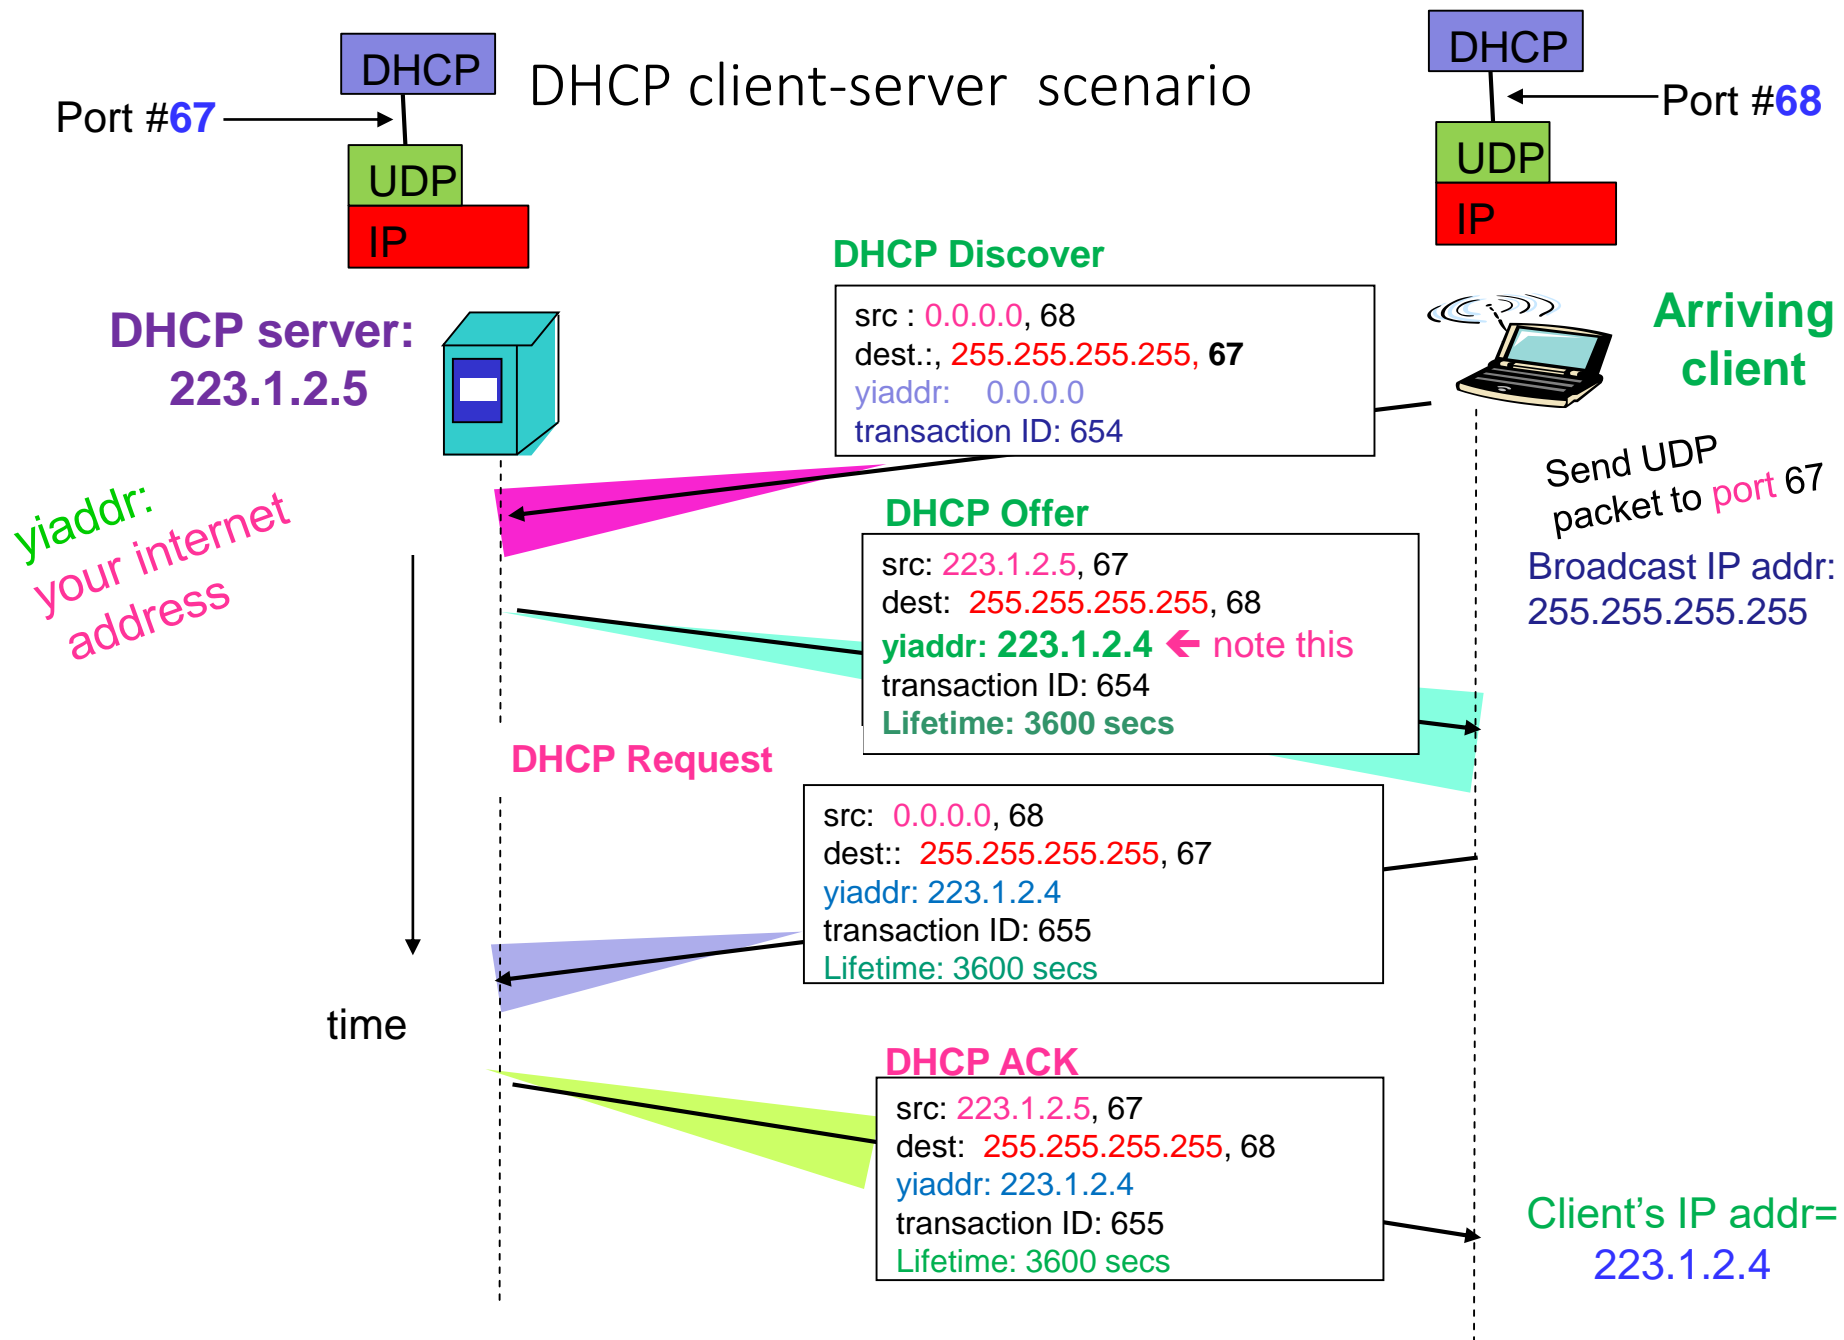 DHCP
DHCP client-server scenario
DHCP
Port #67
Port #68
UDP
UDP
IP
IP
DHCP Discover
src : 0.0.0.0, 68
dest.:, 255.255.255.255, 67
yiaddr: 0.0.0.0
transaction ID: 654
DHCP server:
223.1.2.5
Arriving
client
Send UDP
packet to port 67
Broadcast IP addr:
255.255.255.255
yiaddr:
your internet
address
DHCP Offer
src: 223.1.2.5, 67
dest: 255.255.255.255, 68
yiaddr: 223.1.2.4 🡸 note this
transaction ID: 654
Lifetime: 3600 secs
DHCP Request
src: 0.0.0.0, 68
dest:: 255.255.255.255, 67
yiaddr: 223.1.2.4
transaction ID: 655
Lifetime: 3600 secs
time
DHCP ACK
src: 223.1.2.5, 67
dest: 255.255.255.255, 68
yiaddr: 223.1.2.4
transaction ID: 655
Lifetime: 3600 secs
Client’s IP addr=
223.1.2.4